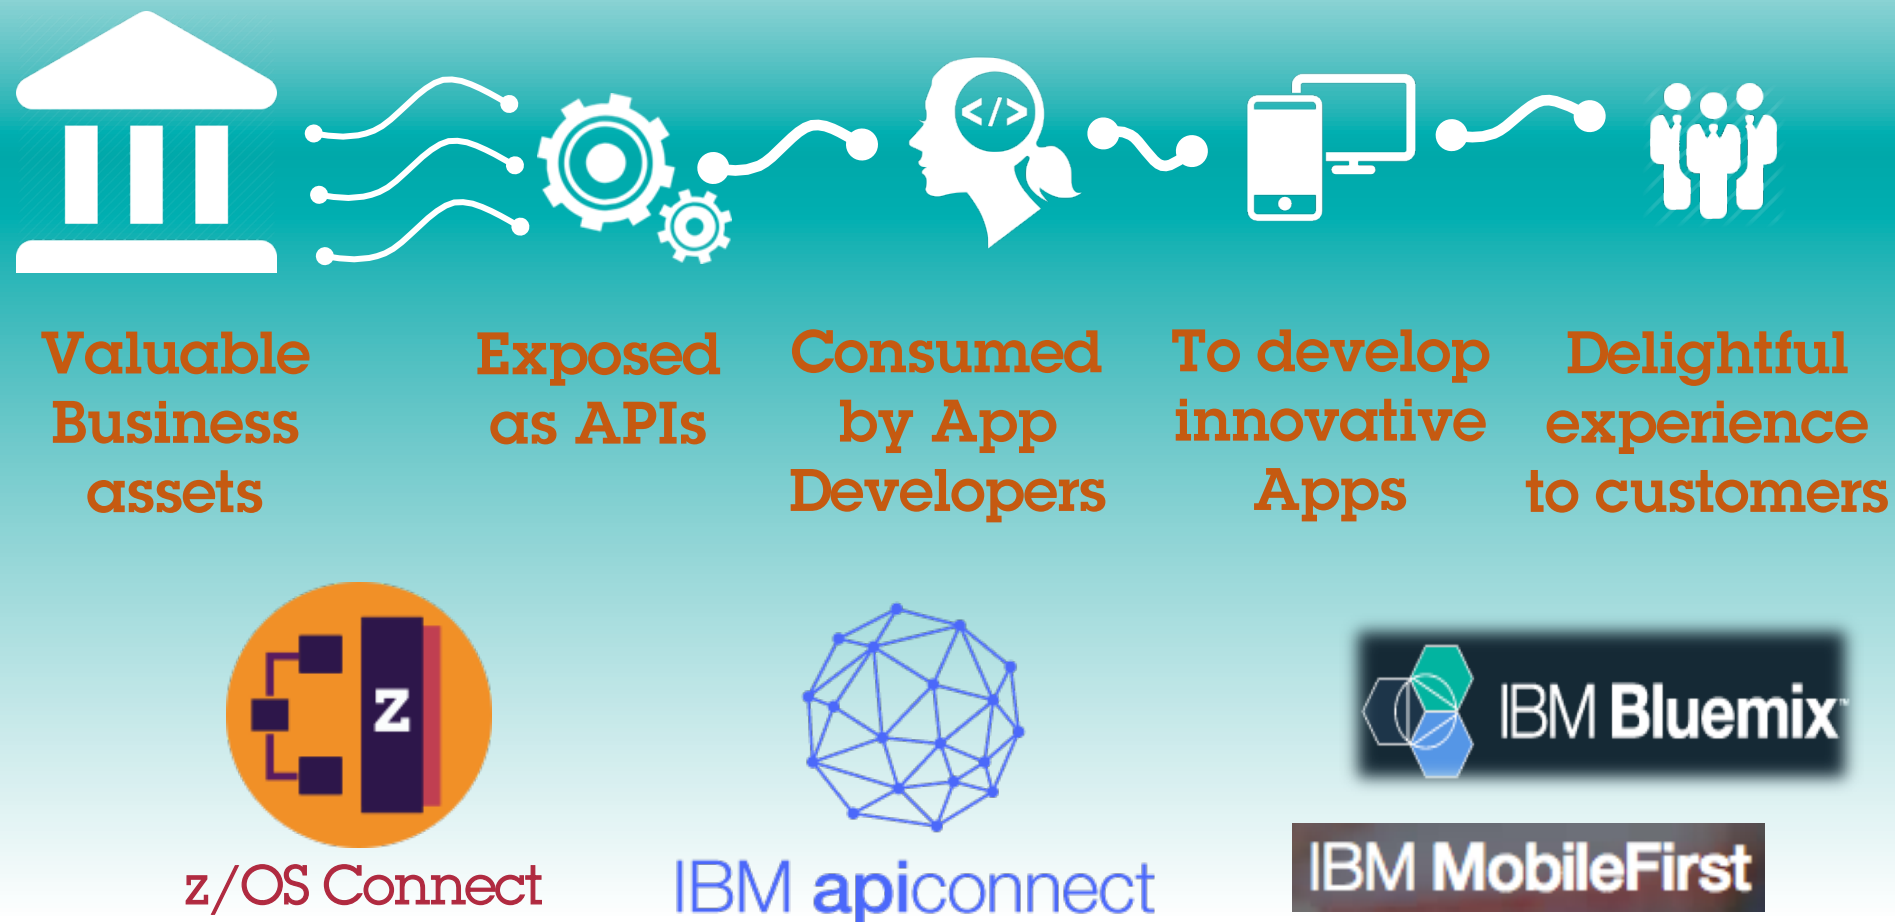 </>
Valuable
Business
assets
Exposed
as APIs
Consumed
by App
Developers
To develop
innovative
Apps
Delightful
experience
to customers
z
z/OS Connect
IBM apiconnect
IBM Bluemix™
IBM MobileFirst